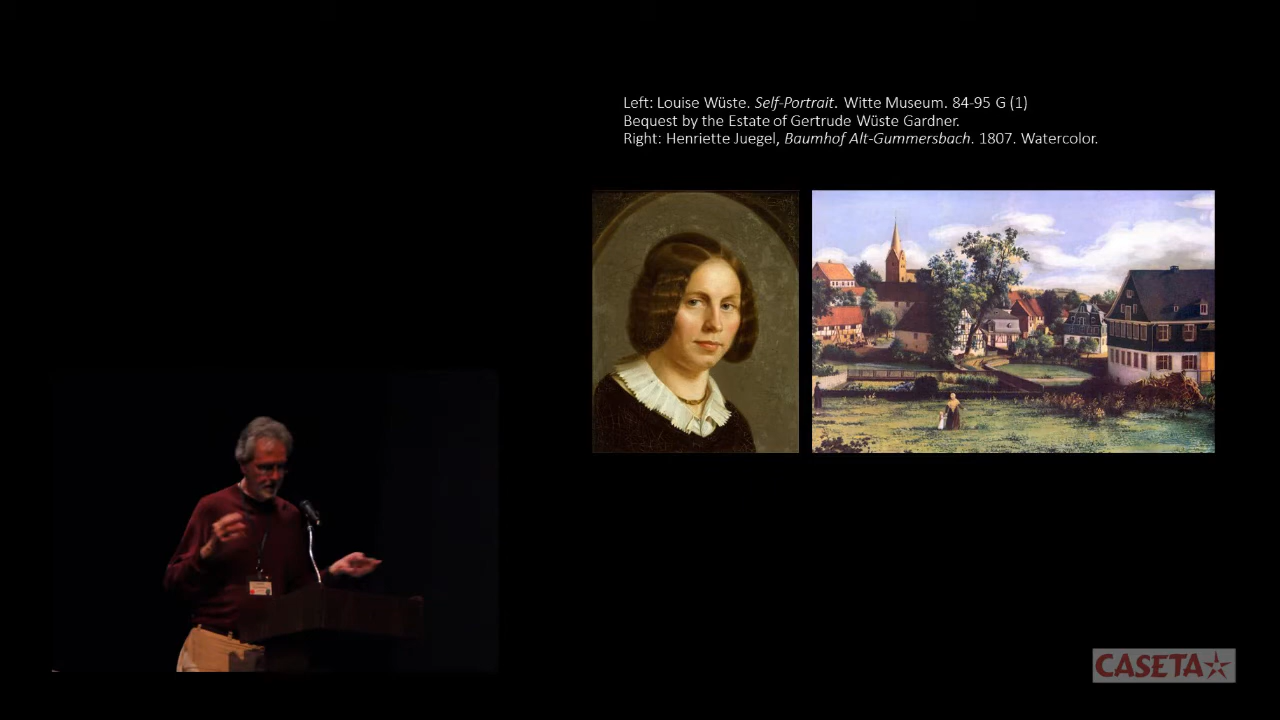 Left: Louise Wüste. Self-Portrait. Witte Museum. 84-95 G (1)
Bequest by the Estate of Gertrude Wüste Gardner.
Right: Henriette Juegel, Baumhof Alt-Gummersbach. 1807. Watercolor.
CASETA